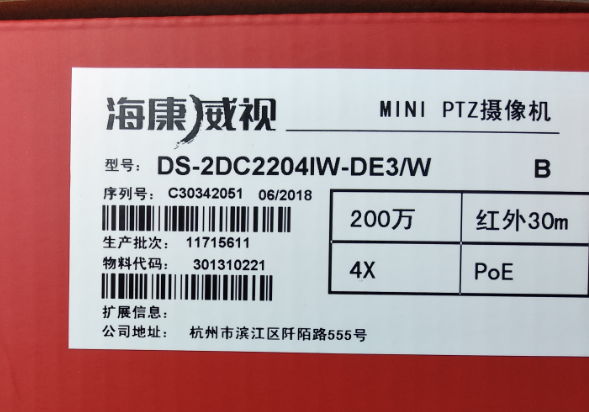 海康威视
MINI PTZ摄像机
型号: DS-2DC2204IW-DE3/W B
序列号: C30342051 06/2018
生产批次: 11715611
物料代码: 301310221
200万 红外30m
4X PoE
扩展信息:
公司地址: 杭州市滨江区阡陌路555号